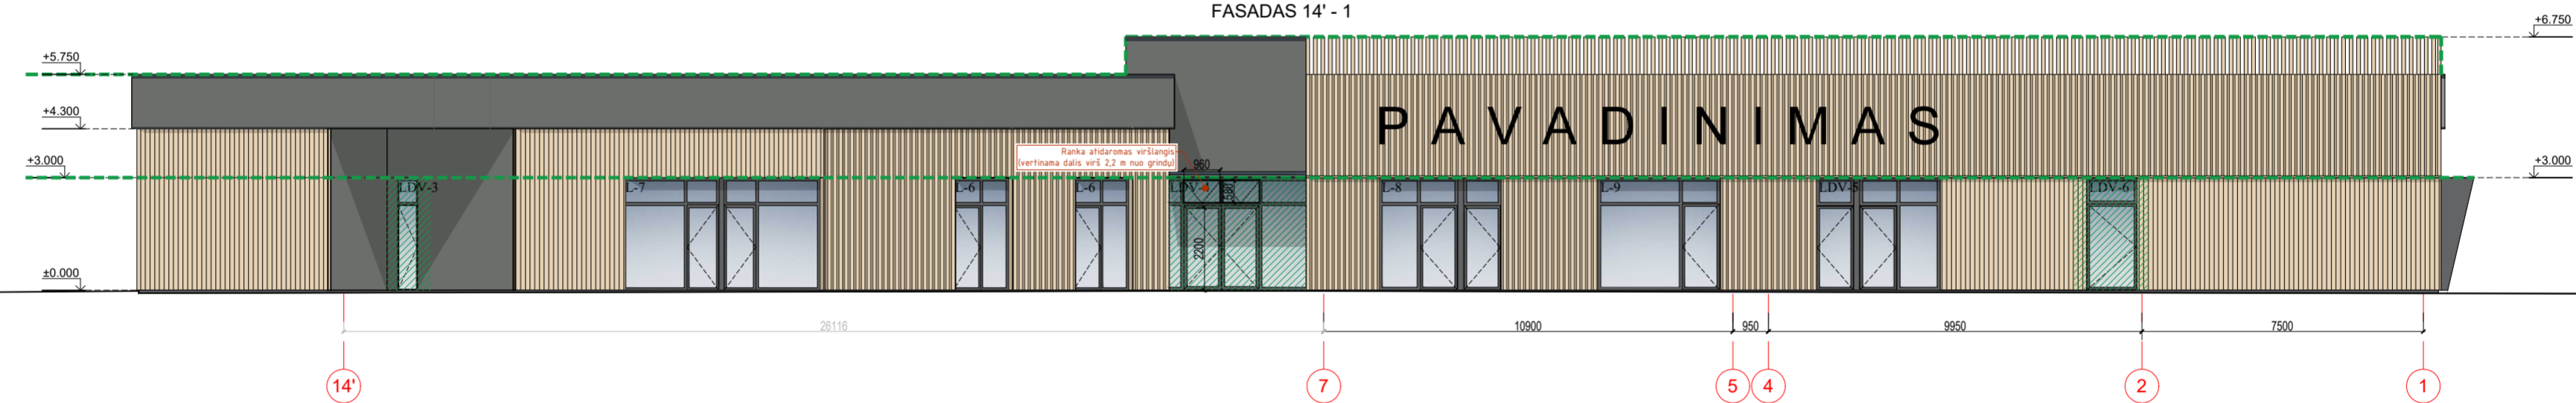 FASADAS 14' - 1
+6.750
+5.750
+4.300
+3.000
±0.000
PAVADINIMAS
Ranka atidaromas viršlangis
(vertinama dalis virš 2,2 m nuo grindų)
960
+3.000
LDV-3
L-7
L-6
L-6
L-8
L-9
LDV-5
LDV-6
2200
26116
10900
950
9950
7500
14'
7
5
4
2
1